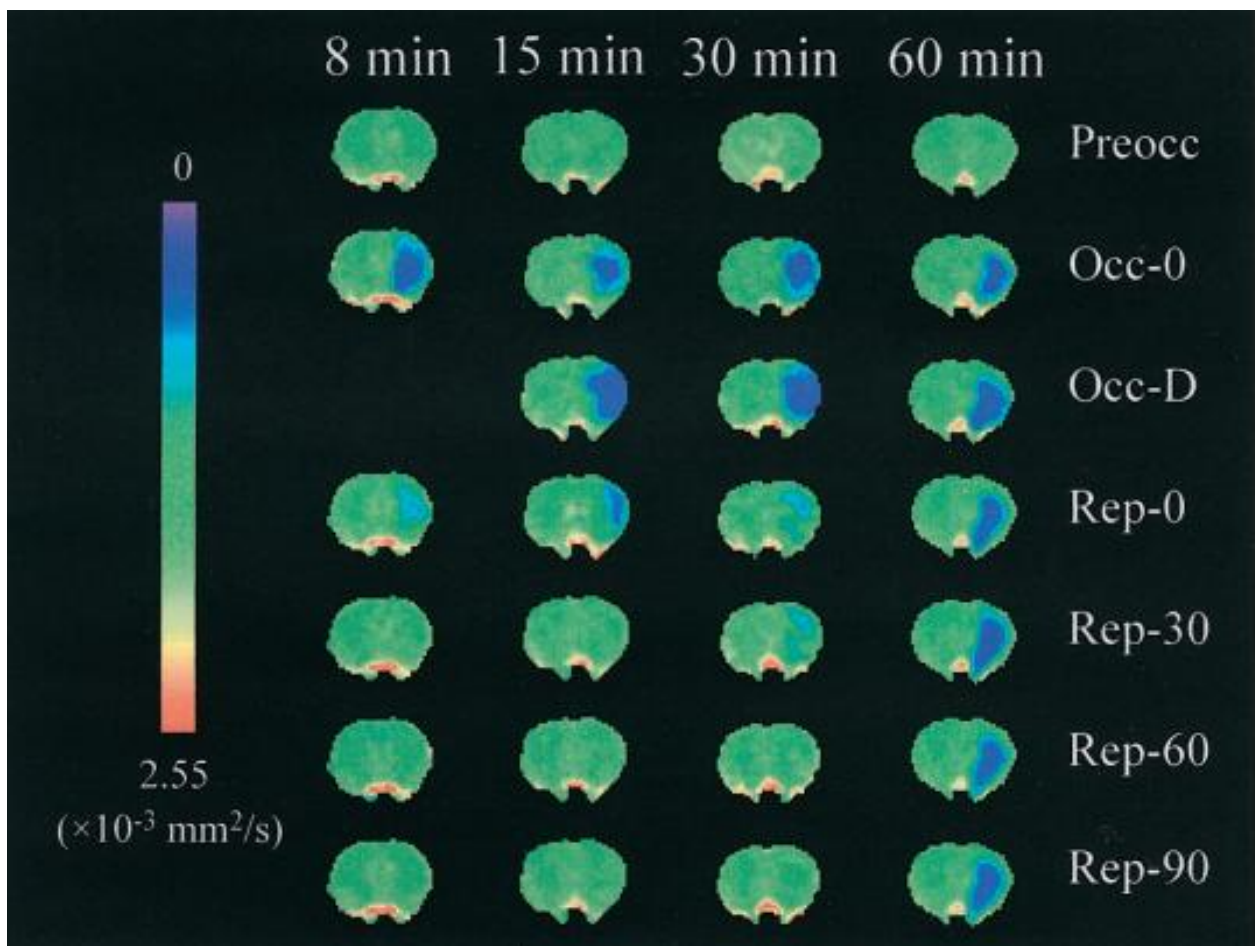 8 min 15 min 30 min 60 min
Preocc
0
Occ-0
Occ-D
Rep-0
Rep-30
Rep-60
2.55
(×10⁻³ mm²/s)
Rep-90